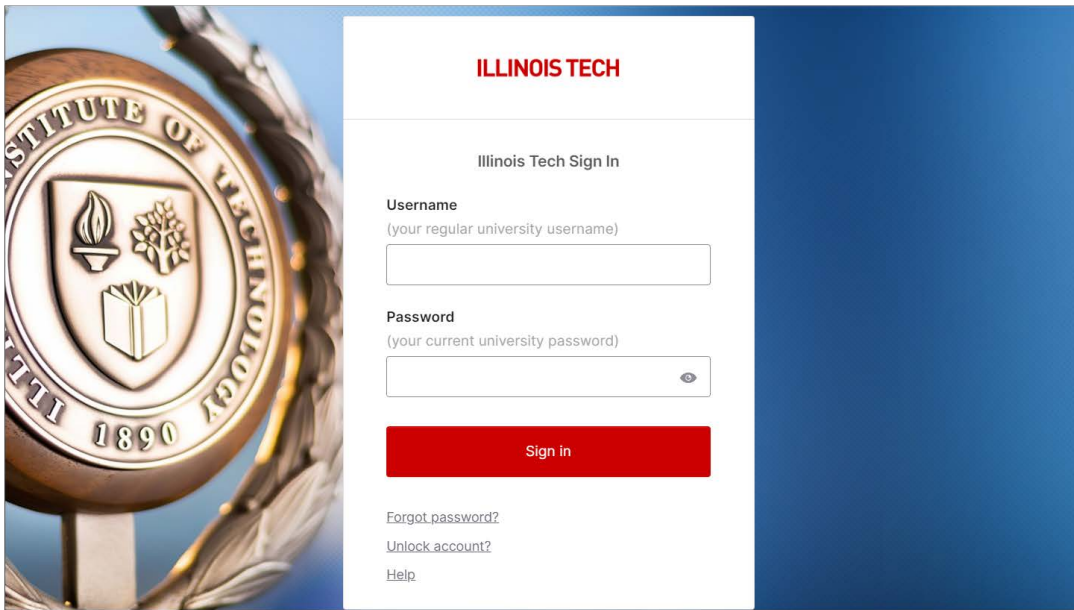 INSTITUTE OF TECHNOLOGY
1890
ILLINOIS TECH
Illinois Tech Sign In
Username
(your regular university username)
Password
(your current university password)
Sign in
Forgot password?
Unlock account?
Help